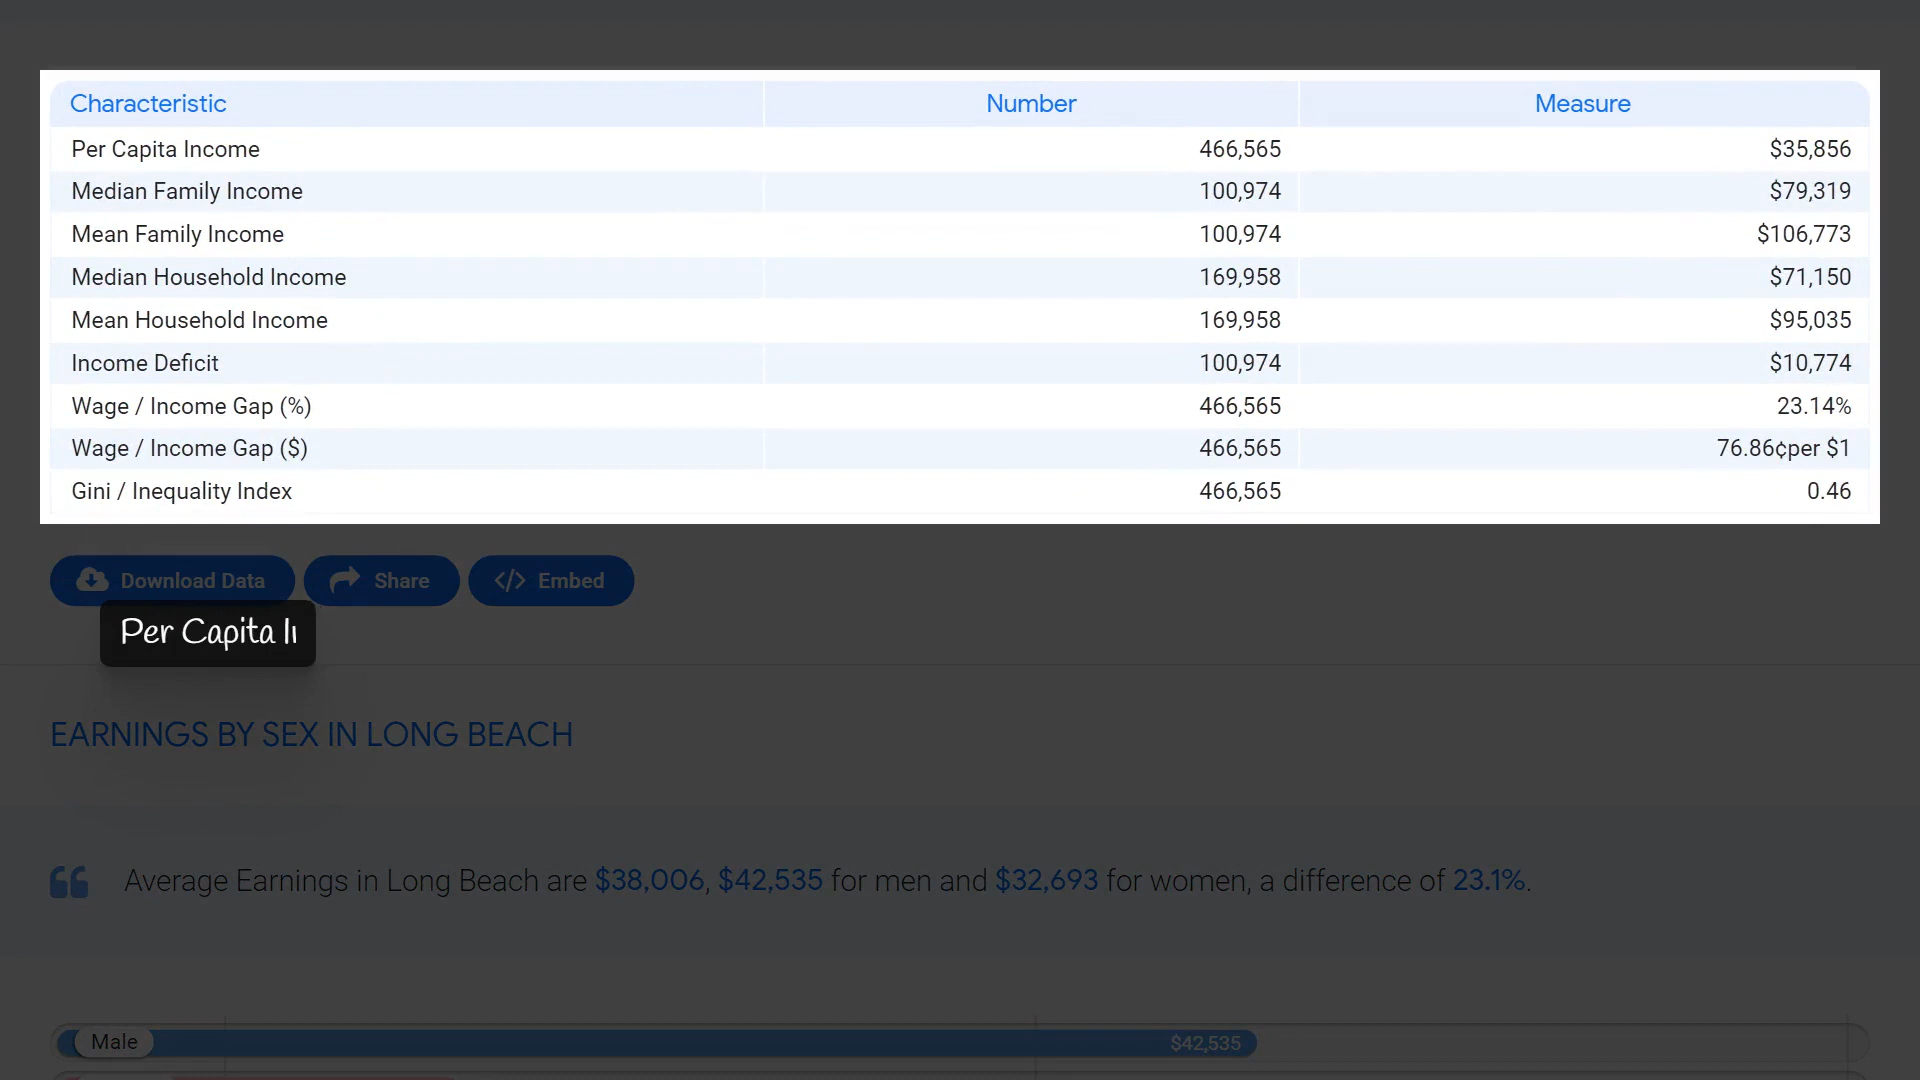 Characteristic Number Measure
Per Capita Income 466,565 $35,856
Median Family Income 100,974 $79,319
Mean Family Income 100,974 $106,773
Median Household Income 169,958 $71,150
Mean Household Income 169,958 $95,035
Income Deficit 100,974 $10,774
Wage / Income Gap (%) 466,565 23.14%
Wage / Income Gap ($) 466,565 76.86¢per $1
Gini / Inequality Index 466,565 0.46
Download Data Share </> Embed
Per Capita
EARNINGS BY SEX IN LONG BEACH
Average Earnings in Long Beach are $38,006, $42,535 for men and $32,693 for women, a difference of 23.1%.
Male $42,535